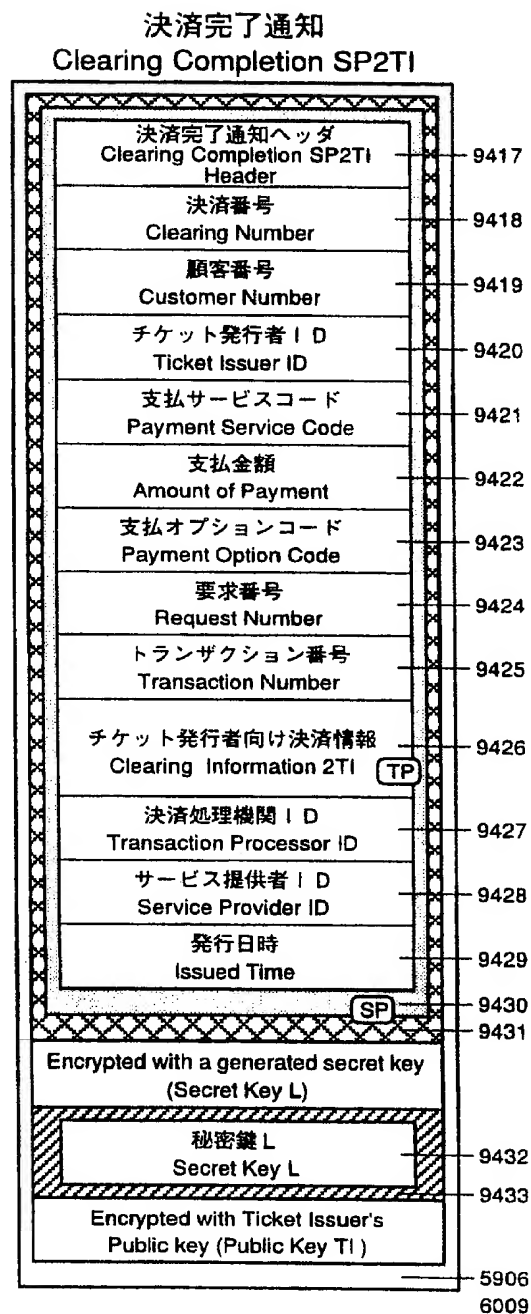 決済完了通知
Clearing Completion SP2TI
決済完了通知ヘッダ
Clearing Completion SP2TI
Header
9417
決済番号
Clearing Number
9418
顧客番号
Customer Number
9419
チケット発行者ID
Ticket Issuer ID
9420
支払サービスコード
Payment Service Code
9421
支払金額
Amount of Payment
9422
支払オプションコード
Payment Option Code
9423
要求番号
Request Number
9424
トランザクション番号
Transaction Number
9425
チケット発行者向け決済情報
Clearing Information 2TI
TP
9426
決済処理機関ID
Transaction Processor ID
9427
サービス提供者ID
Service Provider ID
9428
発行日時
Issued Time
9429
SP
9430
9431
Encrypted with a generated secret key
(Secret Key L)
秘密鍵L
Secret Key L
9432
9433
Encrypted with Ticket Issuer's
Public key (Public Key TI )
5906
6009